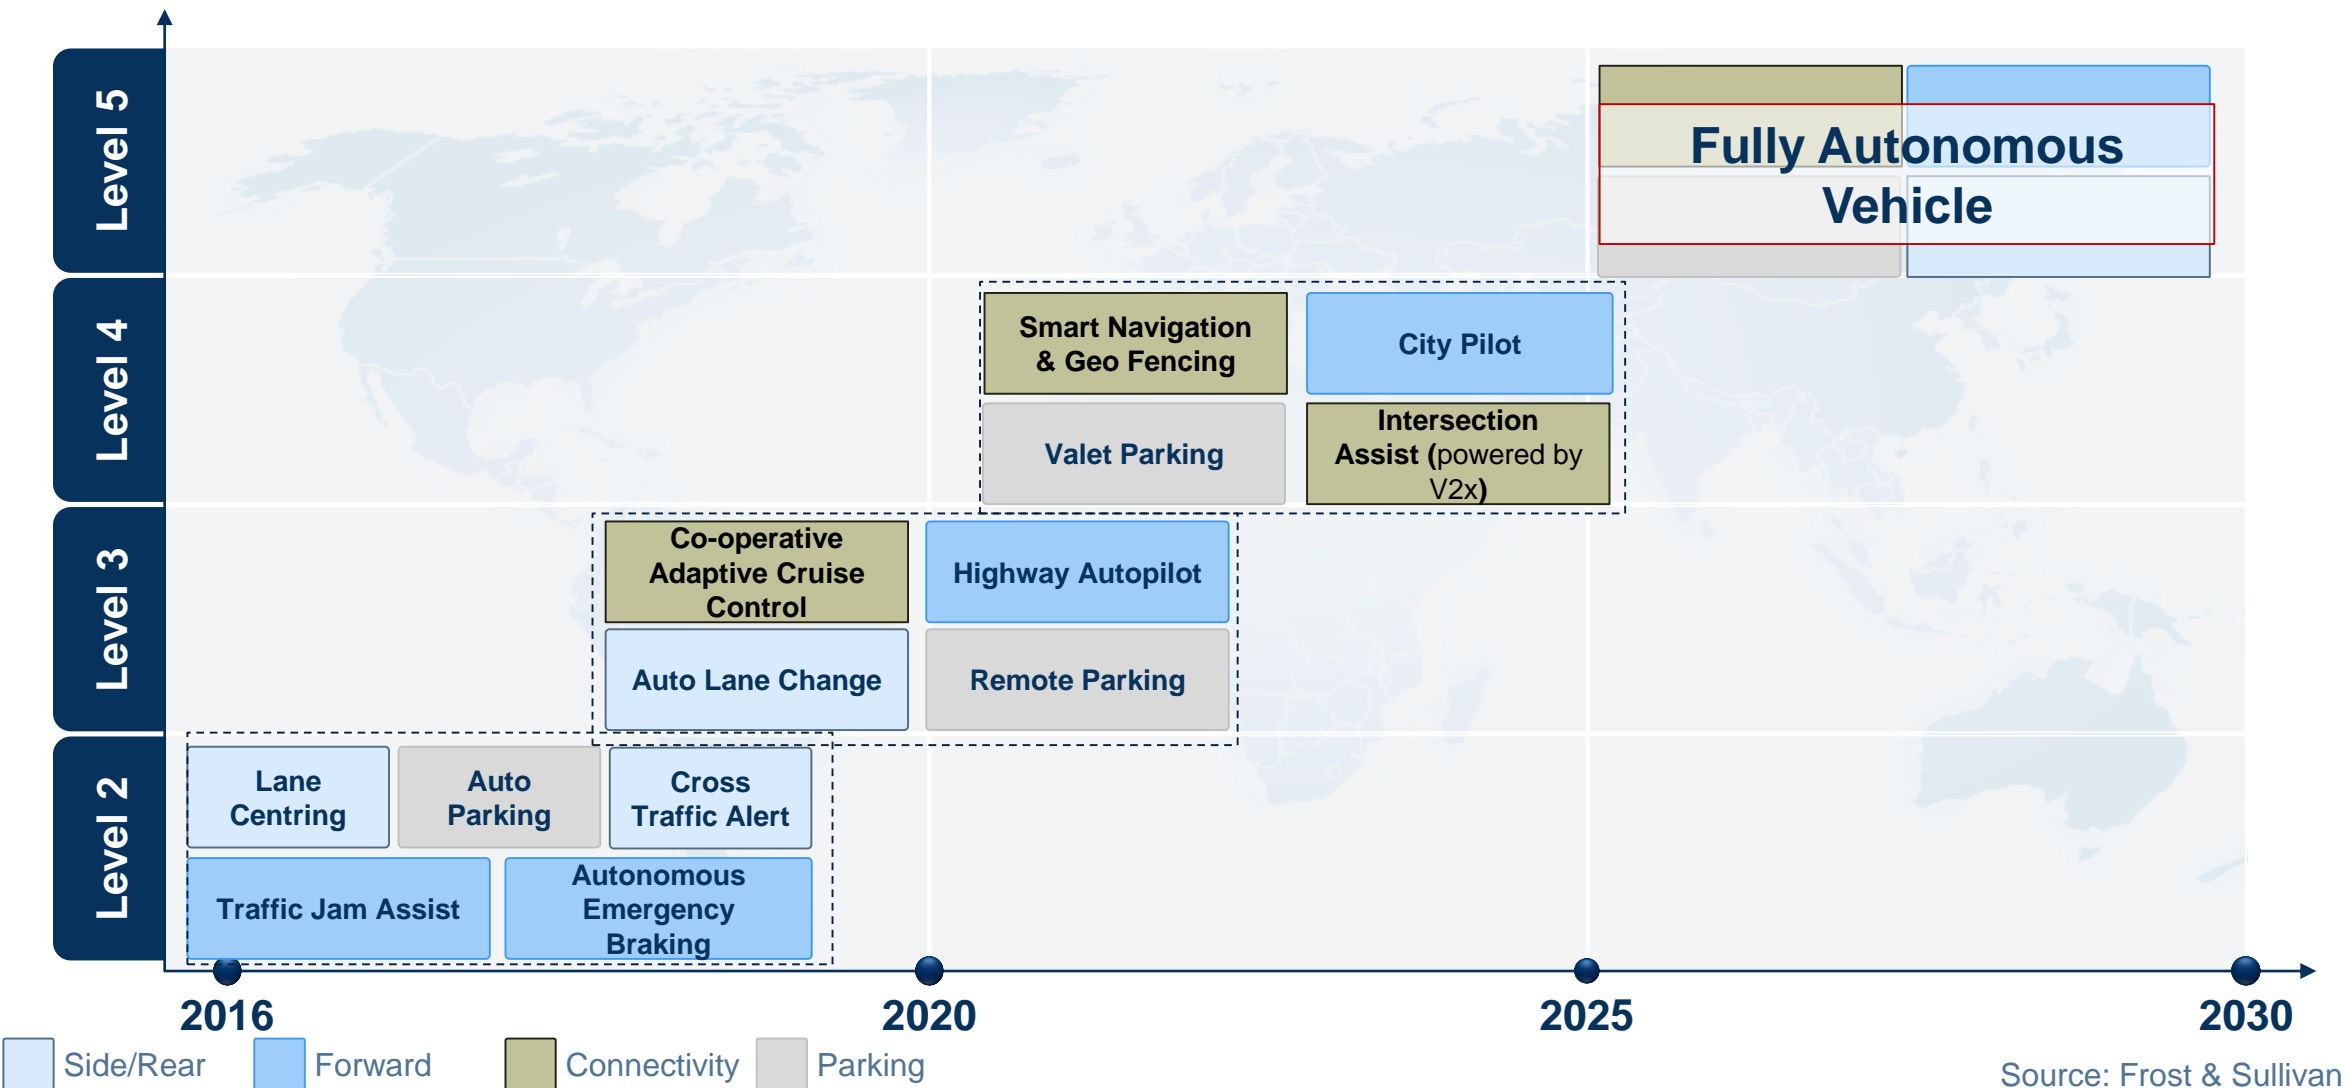 Level 5
Fully Autonomous
Vehicle
Level 4
Smart Navigation
& Geo Fencing
City Pilot
Valet Parking
Intersection
Assist (powered by
V2x)
Level 3
Co-operative
Adaptive Cruise
Control
Highway Autopilot
Auto Lane Change
Remote Parking
Level 2
Lane
Centring
Auto
Parking
Cross
Traffic Alert
Traffic Jam Assist
Autonomous
Emergency
Braking
2016
2020
2025
2030
Side/Rear
Forward
Connectivity
Parking
Source: Frost & Sullivan